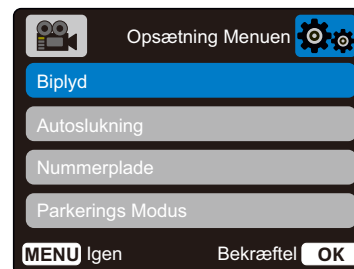 Opsætning Menuen
Biplyd
Autoslukning
Nummerplade
Parkerings Modus
MENU Igen Bekræftel OK